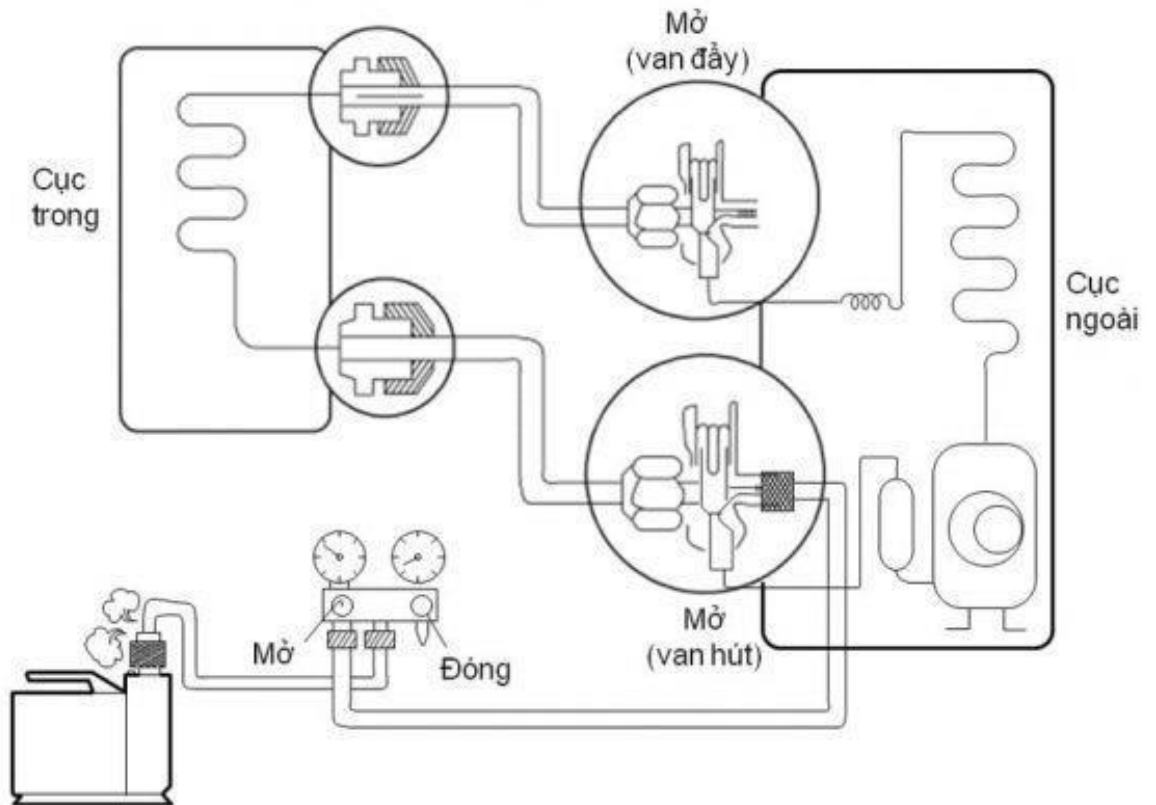 Mở
(van đẩy)
Cục
trong
Cục
ngoài
Mở
(van hút)
Mở
Đóng